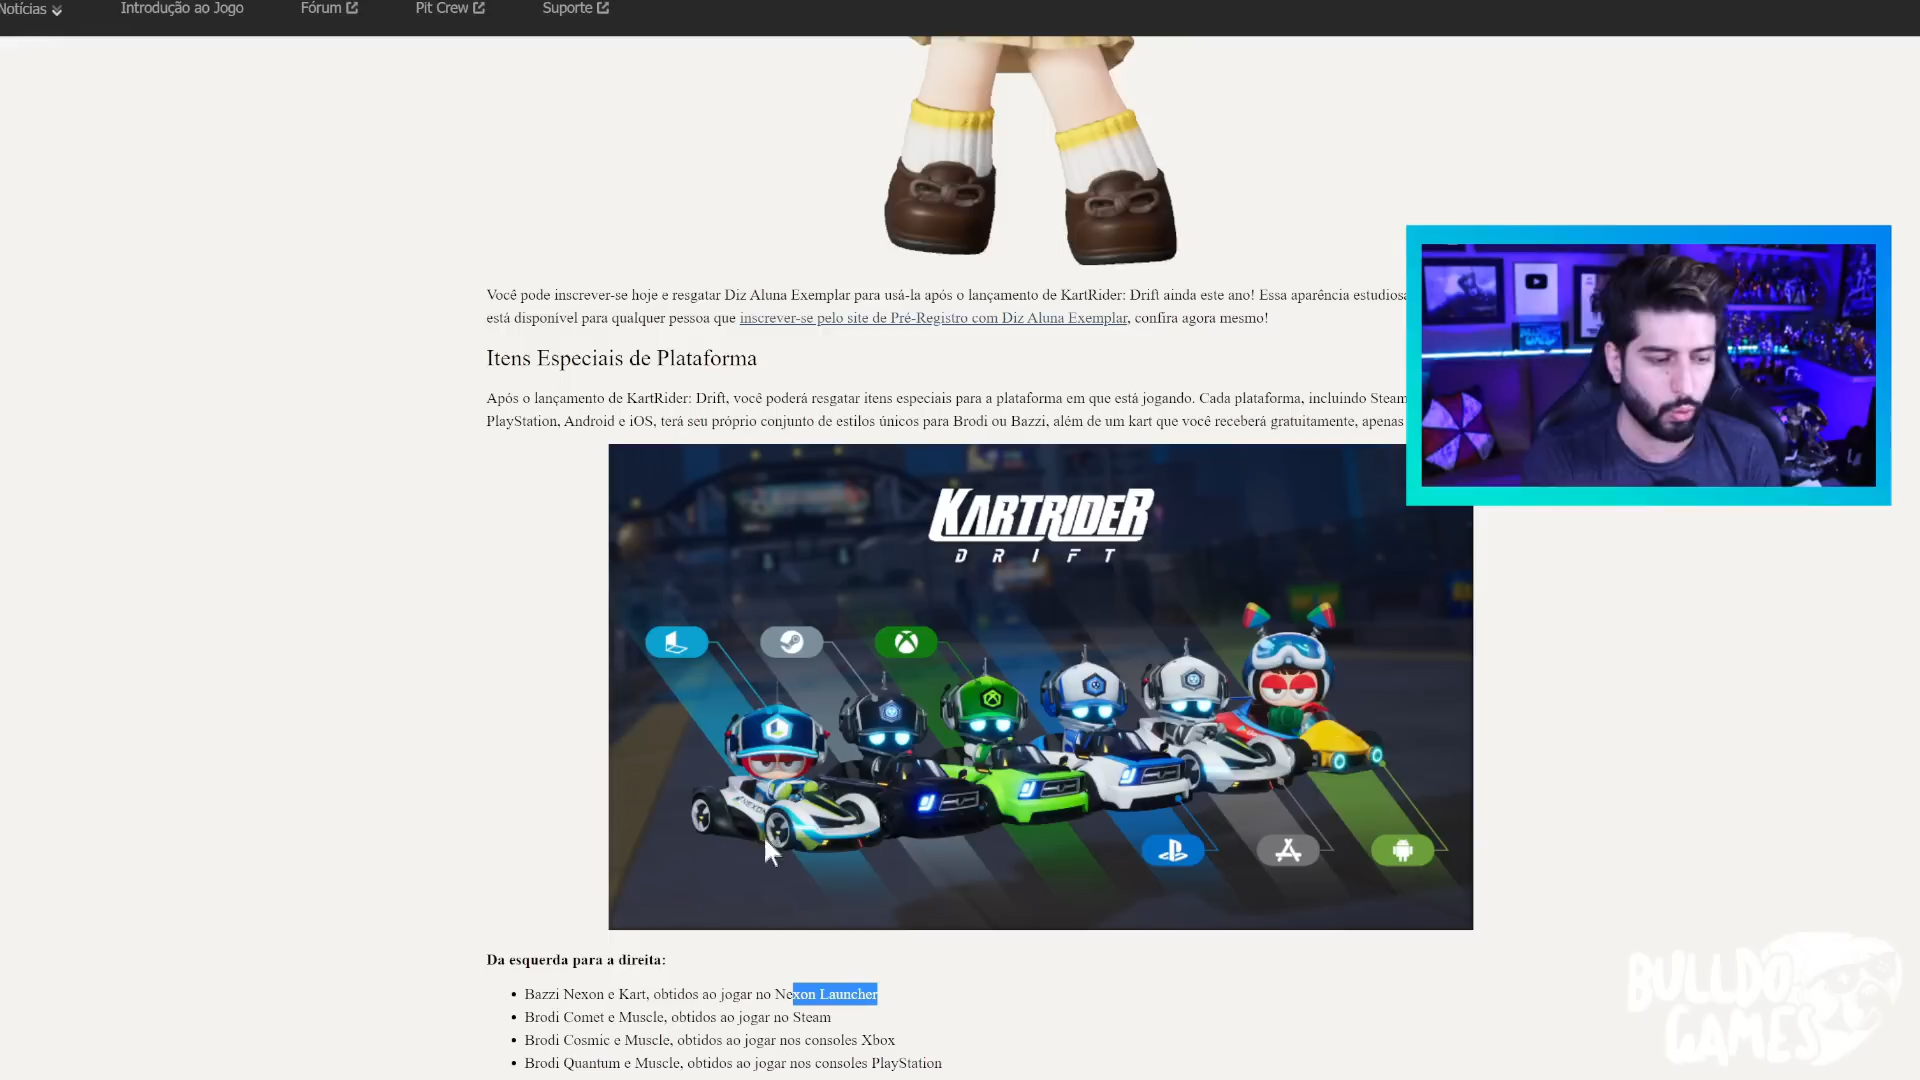 Notícias Introdução ao Jogo Fórum Pit Crew Suporte
Você pode inscrever-se hoje e resgatar Diz Aluna Exemplar para usá-la após o lançamento de KartRider: Drift ainda este ano! Essa aparência estudiosa
está disponível para qualquer pessoa que inscrever-se pelo site de Pré-Registro com Diz Aluna Exemplar, confira agora mesmo!
Itens Especiais de Plataforma
Após o lançamento de KartRider: Drift, você poderá resgatar itens especiais para a plataforma em que está jogando. Cada plataforma, incluindo Steam
PlayStation, Android e iOS, terá seu próprio conjunto de estilos únicos para Brodi ou Bazzi, além de um kart que você receberá gratuitamente, apenas
KARTRIDER
DRIFT
NEXON
Da esquerda para a direita:
• Bazzi Nexon e Kart, obtidos ao jogar no Nexon Launcher
• Brodi Comet e Muscle, obtidos ao jogar no Steam
• Brodi Cosmic e Muscle, obtidos ao jogar nos consoles Xbox
• Brodi Quantum e Muscle, obtidos ao jogar nos consoles PlayStation
BULLDOG
GAMES